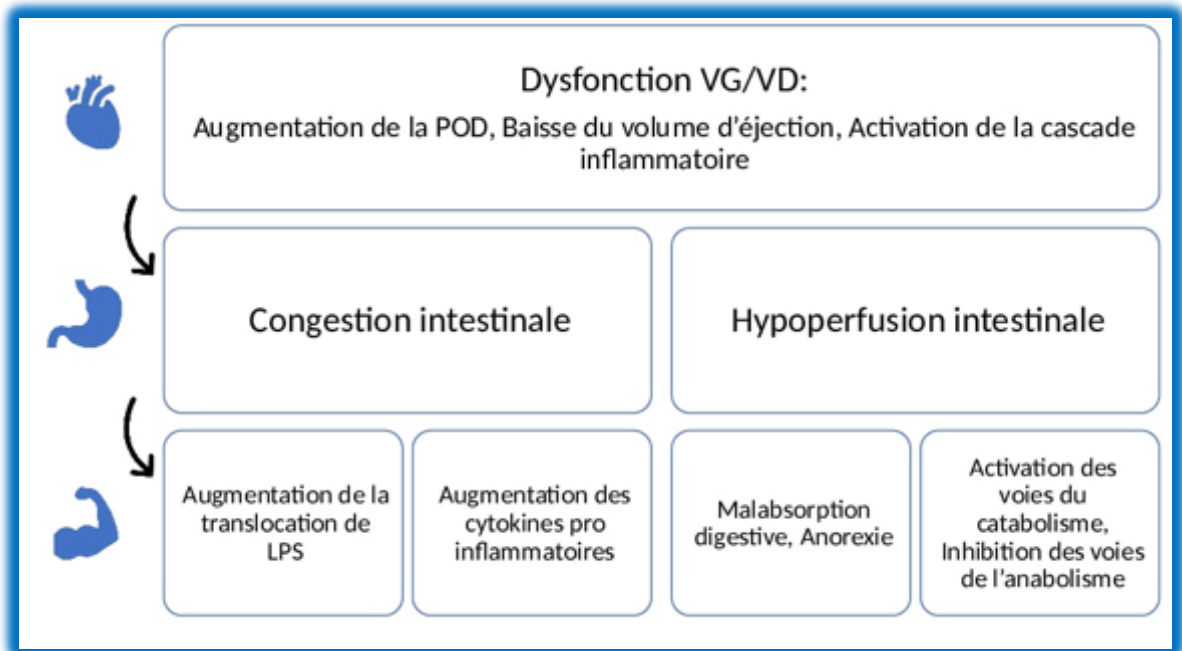 Dysfonction VG/VD:
Augmentation de la POD, Baisse du volume d'éjection, Activation de la cascade
inflammatoire
Congestion intestinale
Hypoperfusion intestinale
Augmentation de la
translocation de
LPS
Augmentation des
cytokines pro
inflammatoires
Malabsorption
digestive, Anorexie
Activation des
voies du
catabolisme,
Inhibition des voies
de l'anabolisme